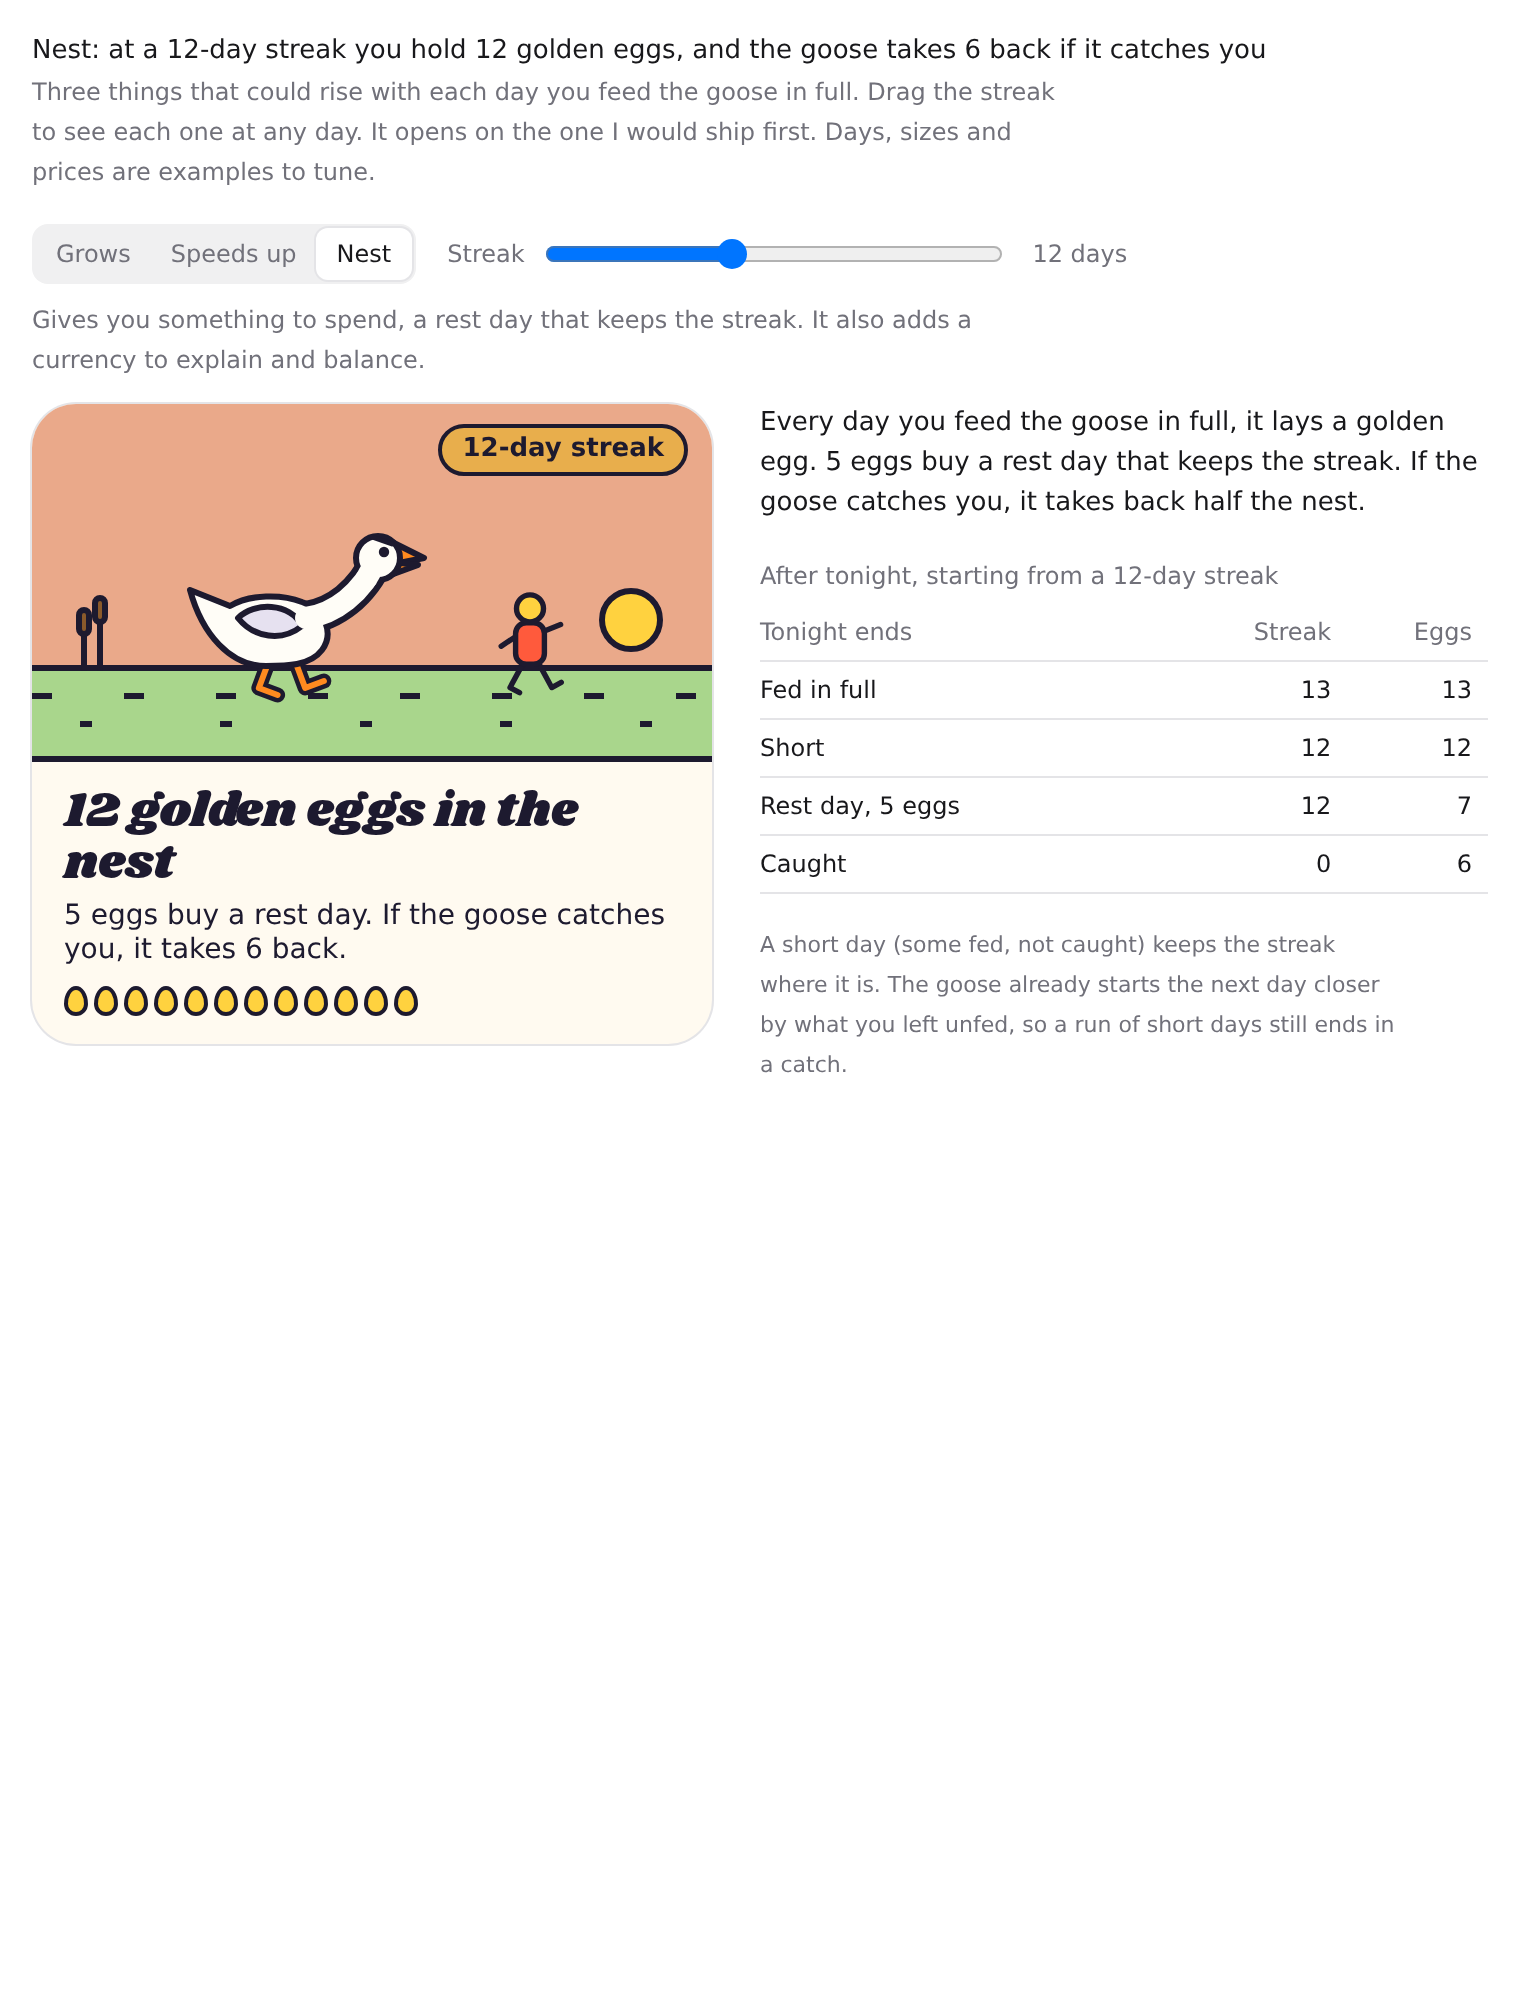 Nest: at a 12-day streak you hold 12 golden eggs, and the goose takes 6 back if it catches you
Three things that could rise with each day you feed the goose in full. Drag the streak
to see each one at any day. It opens on the one I would ship first. Days, sizes and
prices are examples to tune.
Grows Speeds up Nest Streak 12 days
Gives you something to spend, a rest day that keeps the streak. It also adds a
currency to explain and balance.
12-day streak
12 golden eggs in the
nest
5 eggs buy a rest day. If the goose catches
you, it takes 6 back.
Every day you feed the goose in full, it lays a golden
egg. 5 eggs buy a rest day that keeps the streak. If the
goose catches you, it takes back half the nest.
After tonight, starting from a 12-day streak
Tonight ends Streak Eggs
Fed in full 13 13
Short 12 12
Rest day, 5 eggs 12 7
Caught 0 6
A short day (some fed, not caught) keeps the streak
where it is. The goose already starts the next day closer
by what you left unfed, so a run of short days still ends in
a catch.